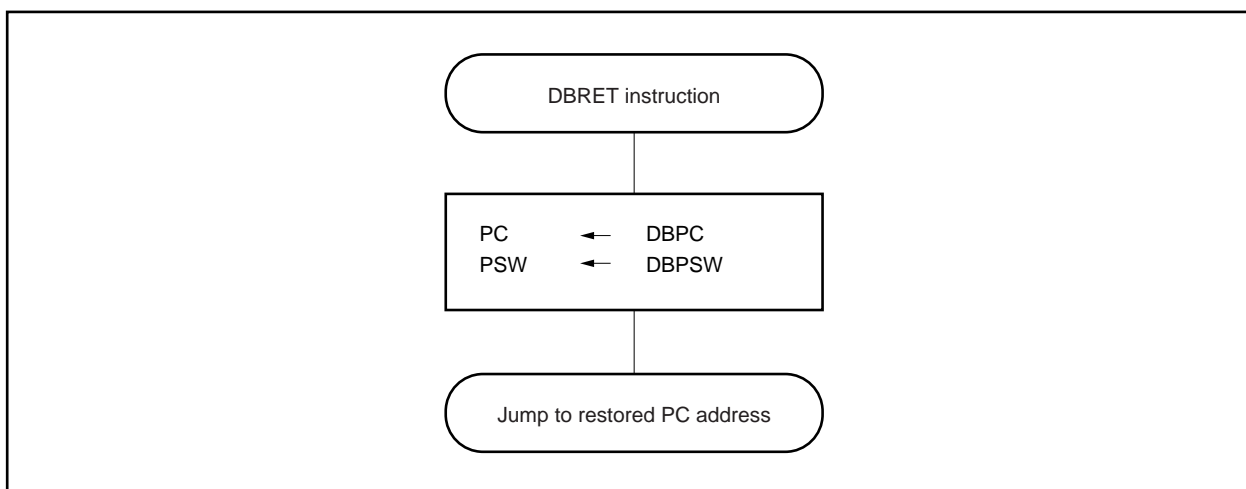 DBRET instruction
PC ← DBPC
PSW ← DBPSW
Jump to restored PC address